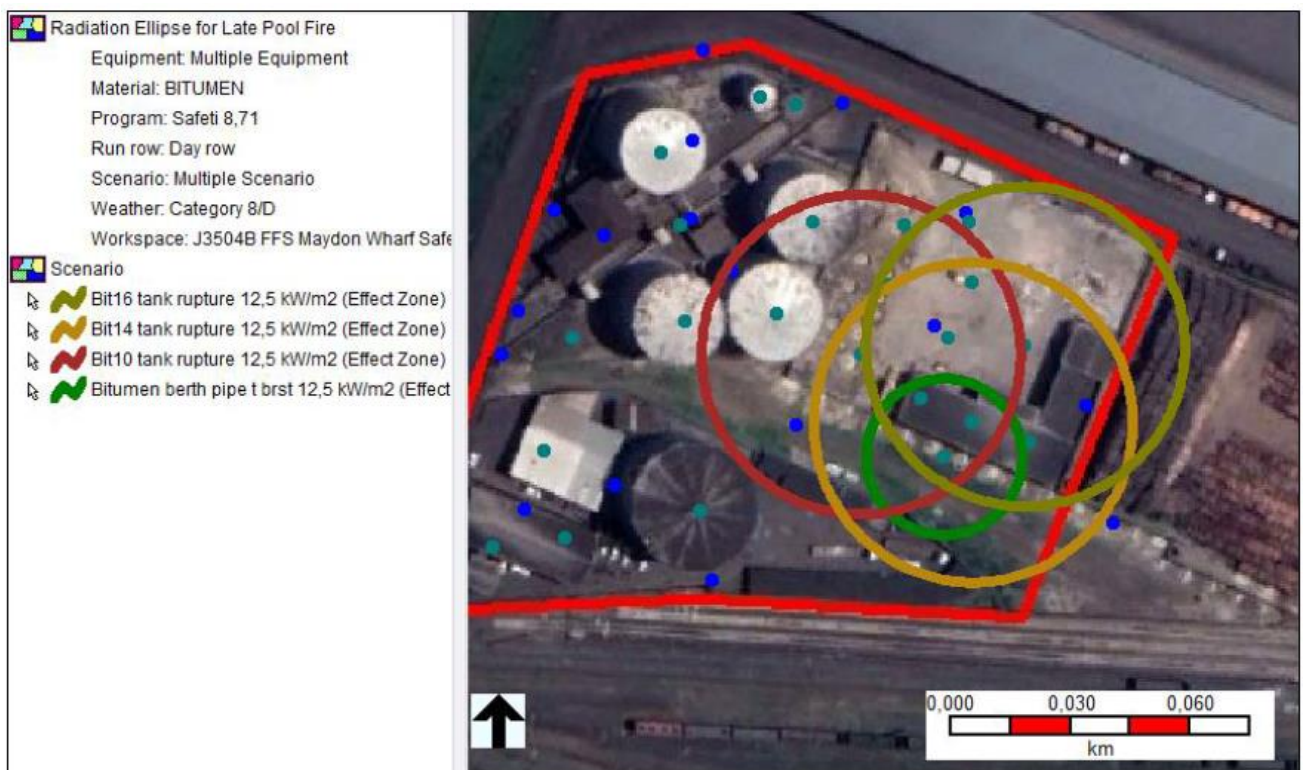 Radiation Ellipse for Late Pool Fire
Equipment: Multiple Equipment
Material: BITUMEN
Program: Safeti 8,71
Run row: Day row
Scenario: Multiple Scenario
Weather: Category 8/D
Workspace: J3504B FFS Maydon Wharf Safe
Scenario
Bit16 tank rupture 12,5 kW/m2 (Effect Zone)
Bit14 tank rupture 12,5 kW/m2 (Effect Zone)
Bit10 tank rupture 12,5 kW/m2 (Effect Zone)
Bitumen berth pipe t brst 12,5 kW/m2 (Effect
0,000 0,030 0,060
km